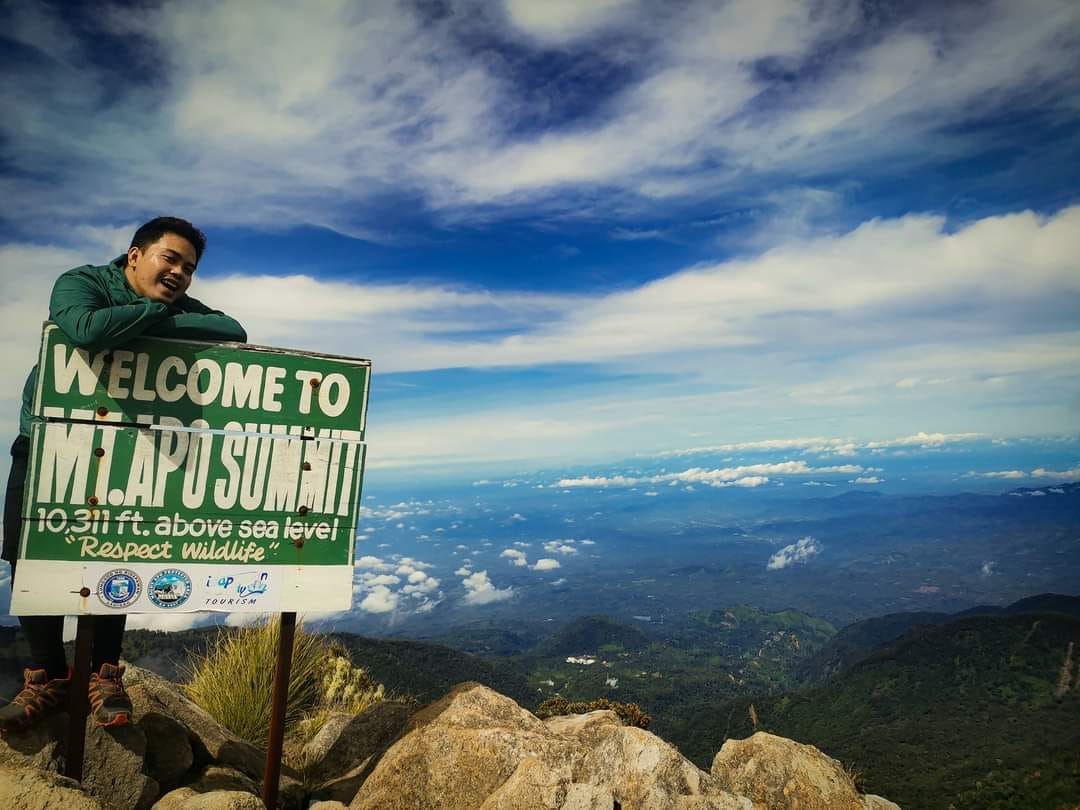 WELCOME TO
MT.APO SUMMIT
10,311 ft. above sea level
"Respect Wildlife"
TOURISM